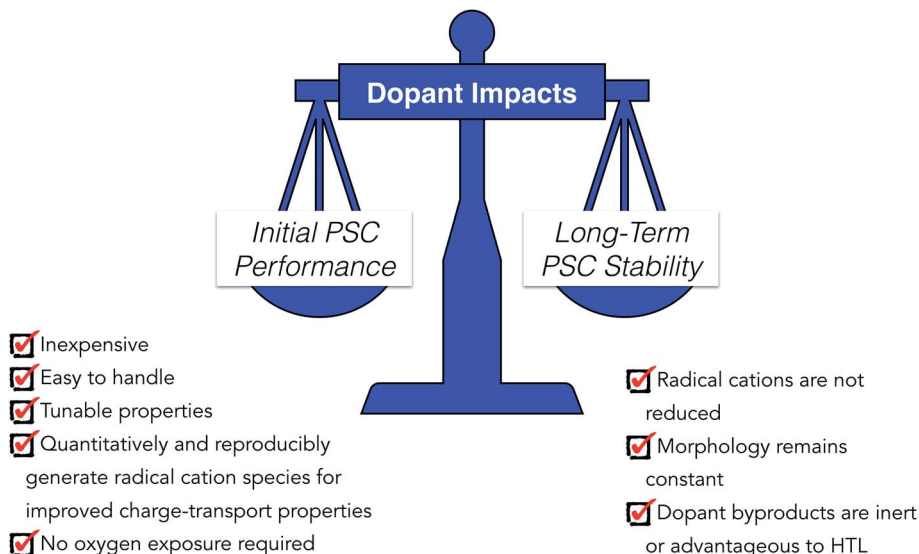 Dopant Impacts
Initial PSC
Performance
Long-Term
PSC Stability
Inexpensive
Easy to handle
Tunable properties
Quantitatively and reproducibly
generate radical cation species for
improved charge-transport properties
No oxygen exposure required
Radical cations are not
reduced
Morphology remains
constant
Dopant byproducts are inert
or advantageous to HTL